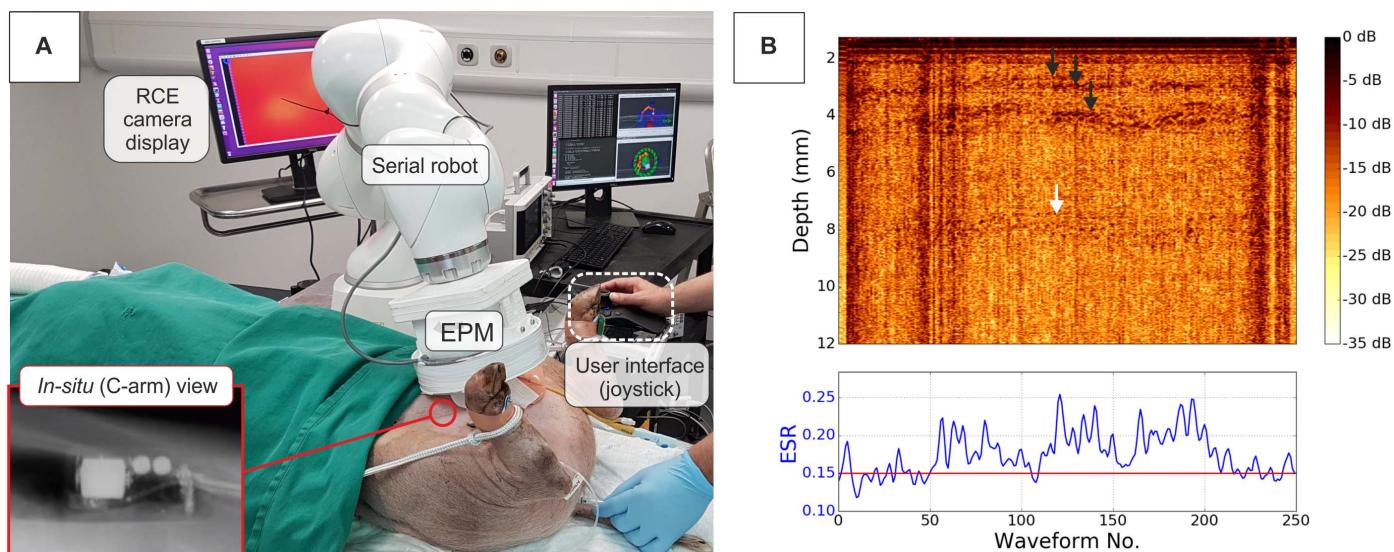 A
RCE
camera
display
Serial robot
EPM
User interface
(joystick)
In-situ (C-arm) view
B
Depth (mm)
2
4
6
8
10
12
0 dB
-5 dB
-10 dB
-15 dB
-20 dB
-25 dB
-30 dB
-35 dB
ESR
0.25
0.20
0.15
0.10
0 50 100 150 200 250
Waveform No.